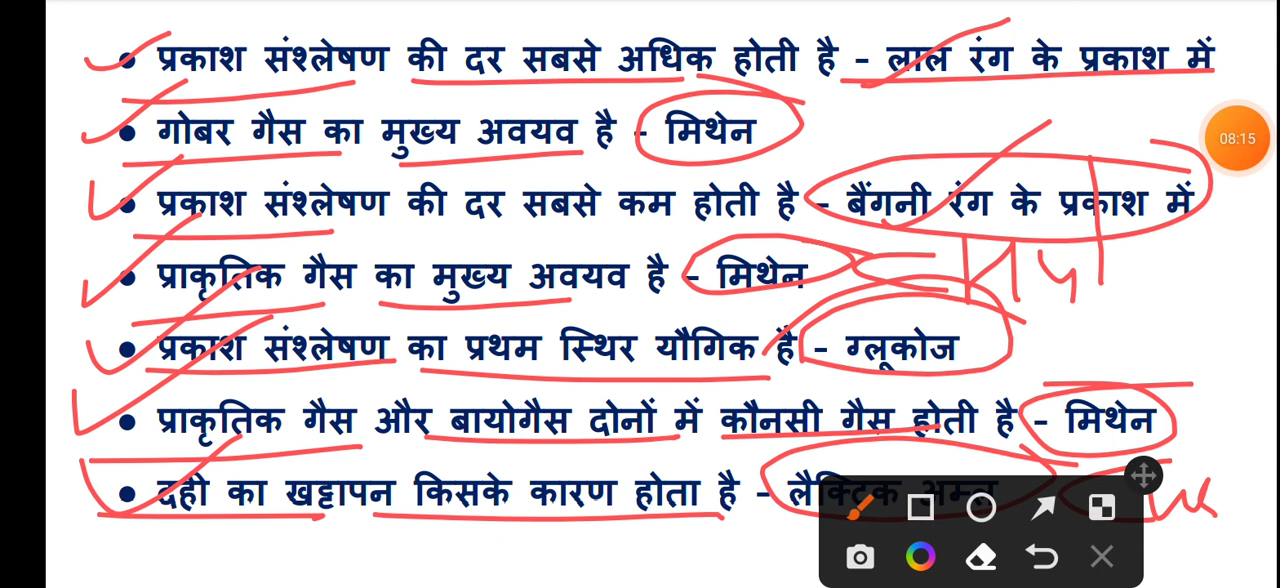 • प्रकाश संश्लेषण की दर सबसे अधिक होती है - लाल रंग के प्रकाश में
• गोबर गैस का मुख्य अवयव है - मिथेन
08:15
• प्रकाश संश्लेषण की दर सबसे कम होती है - बैंगनी रंग के प्रकाश में
• प्राकृतिक गैस का मुख्य अवयव है - मिथेन
• प्रकाश संश्लेषण का प्रथम स्थिर यौगिक है - ग्लूकोज
• प्राकृतिक गैस और बायोगैस दोनों में कौनसी गैस होती है - मिथेन
• दही का खट्टापन किसके कारण होता है - लैक्टिक अम्ल